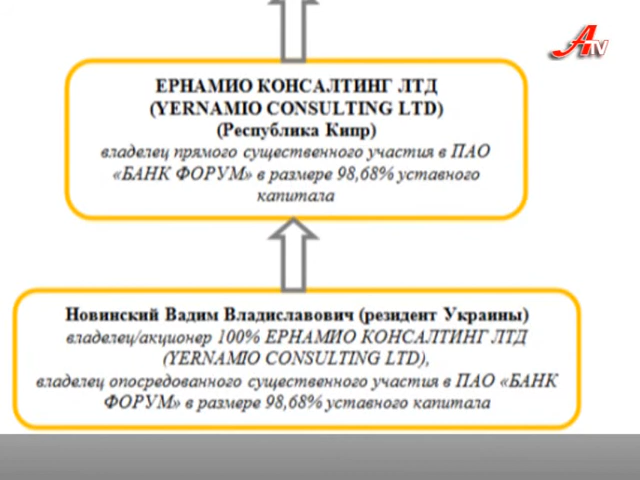 ATV
ЕРНАМИО КОНСАЛТИНГ ЛТД
(YERNAMIO CONSULTING LTD)
(Республика Кипр)
владелец прямого существенного участия в ПАО
«БАНК ФОРУМ» в размере 98,68% уставного
капитала
Новинский Вадим Владиславович (резидент Украины)
владелец/акционер 100% ЕРНАМИО КОНСАЛТИНГ ЛТД
(YERNAMIO CONSULTING LTD),
владелец опосредованного существенного участия в ПАО «БАНК
ФОРУМ» в размере 98,68% уставного капитала